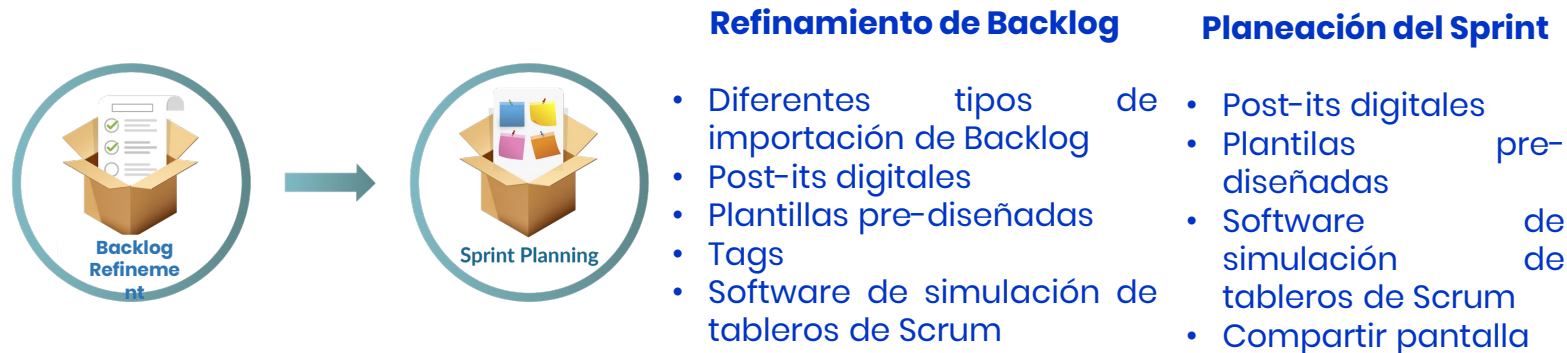 Backlog
Refineme
nt
Sprint Planning
Refinamiento de Backlog
• Diferentes tipos de
importación de Backlog
• Post-its digitales
• Plantillas pre-diseñadas
• Tags
• Software de simulación de
tableros de Scrum
Planeación del Sprint
• Post-its digitales
• Plantilas pre-
diseñadas
• Software de
simulación de
tableros de Scrum
• Compartir pantalla